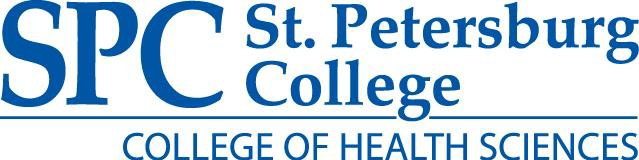 SPC St. Petersburg
College
COLLEGE OF HEALTH SCIENCES